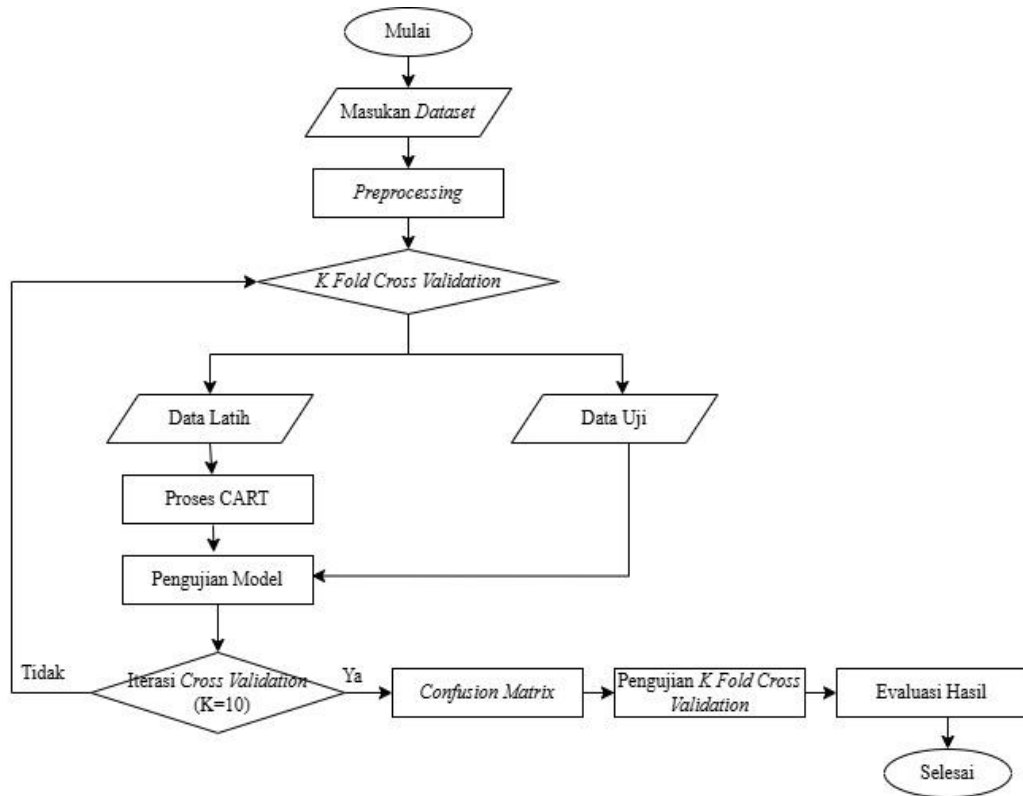 Mulai
Masukan Dataset
Preprocessing
K Fold Cross Validation
Data Latih
Data Uji
Proses CART
Pengujian Model
Tidak
Iterasi Cross Validation
(K=10)
Ya
Confusion Matrix
Pengujian K Fold Cross
Validation
Evaluasi Hasil
Selesai